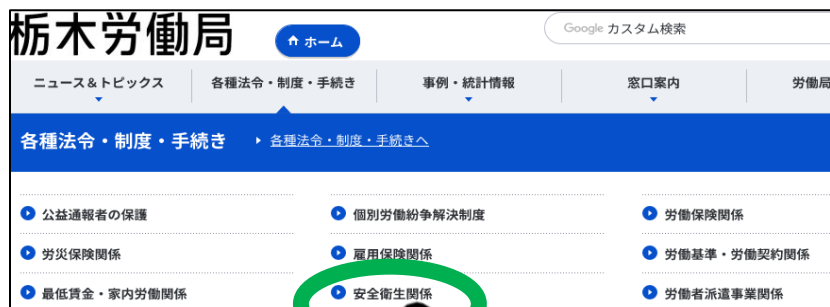 栃木労働局
ホーム
Google カスタム検索
ニュース&トピックス 各種法令・制度・手続き 事例・統計情報 窓口案内 労働局
各種法令・制度・手続き 各種法令・制度・手続きへ
公益通報者の保護 個別労働紛争解決制度 労働保険関係
労災保険関係 雇用保険関係 労働基準・労働契約関係
最低賃金・家内労働関係 安全衛生関係 労働者派遣事業関係